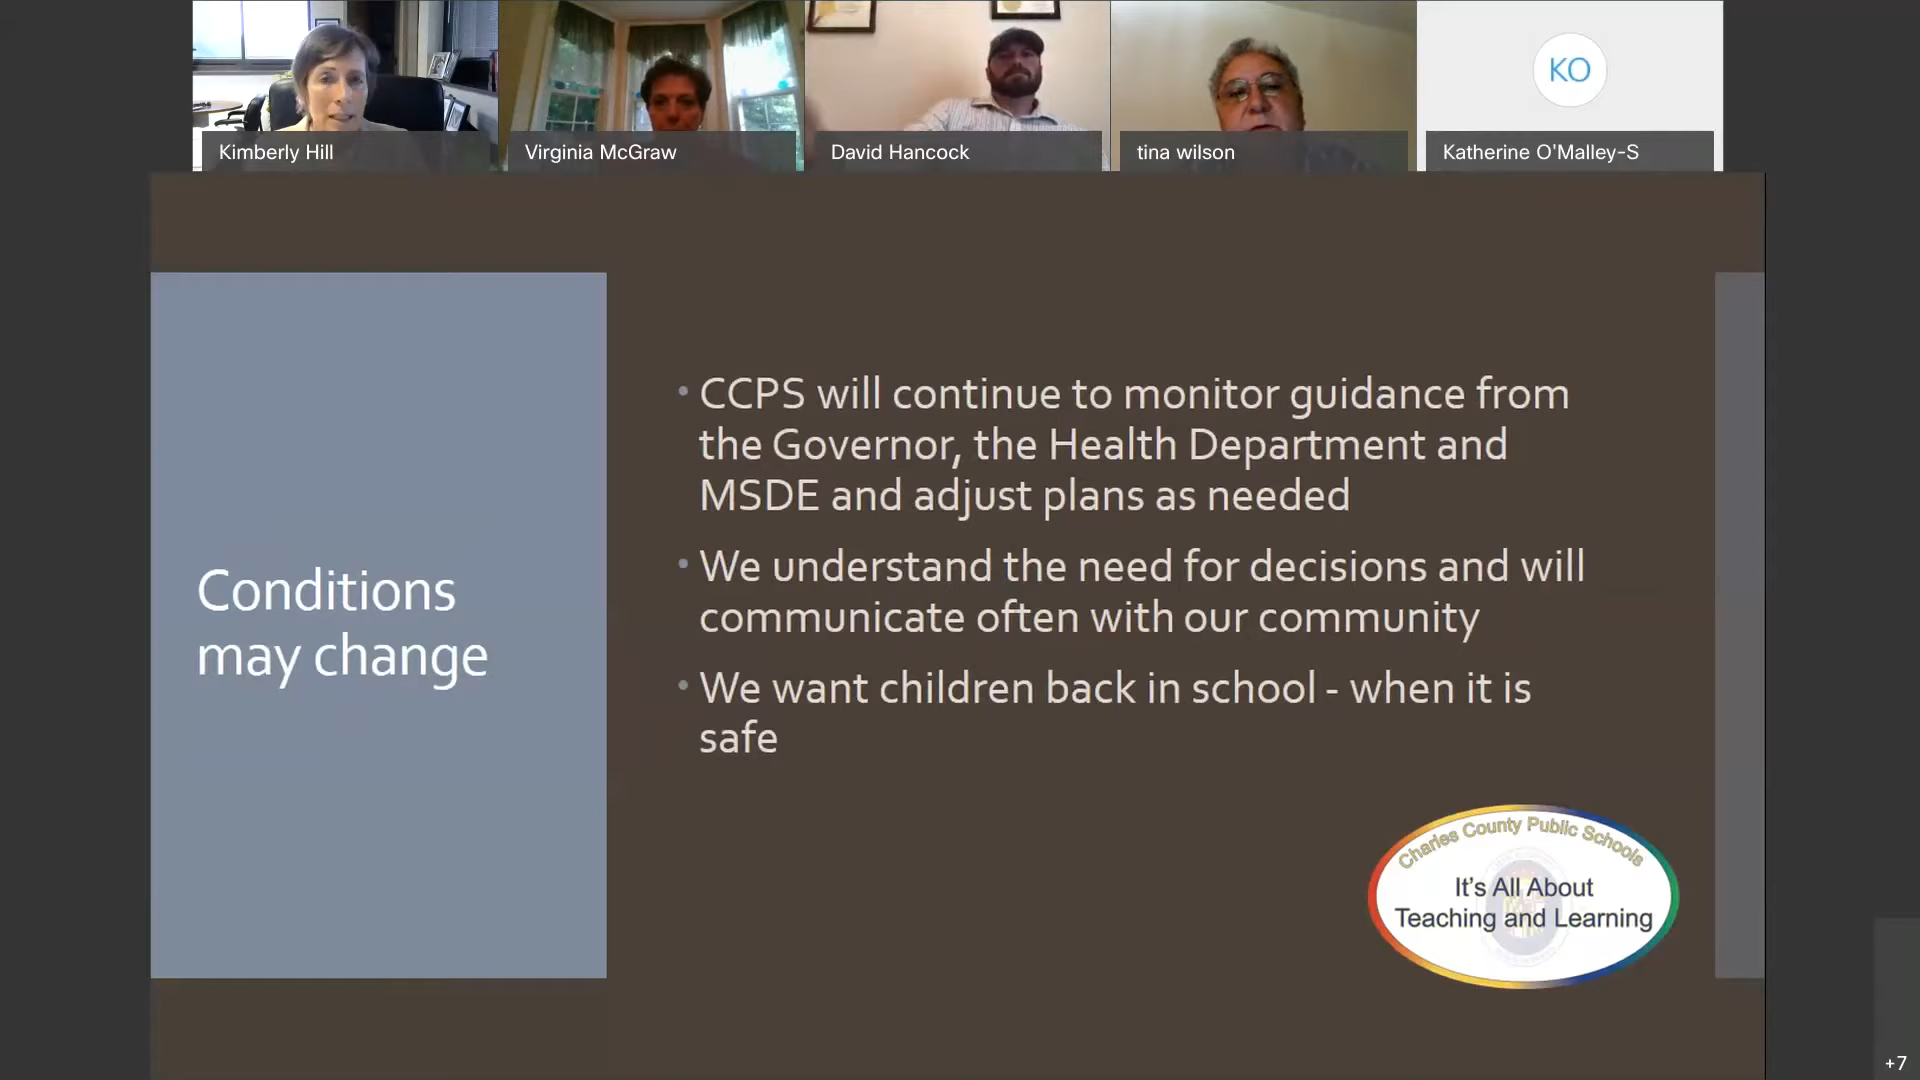 Kimberly Hill
Virginia McGraw
David Hancock
tina wilson
KO
Katherine O'Malley-S
Conditions
may change
• CCPS will continue to monitor guidance from
the Governor, the Health Department and
MSDE and adjust plans as needed
• We understand the need for decisions and will
communicate often with our community
• We want children back in school - when it is
safe
Charles County Public Schools
It's All About
Teaching and Learning
+7